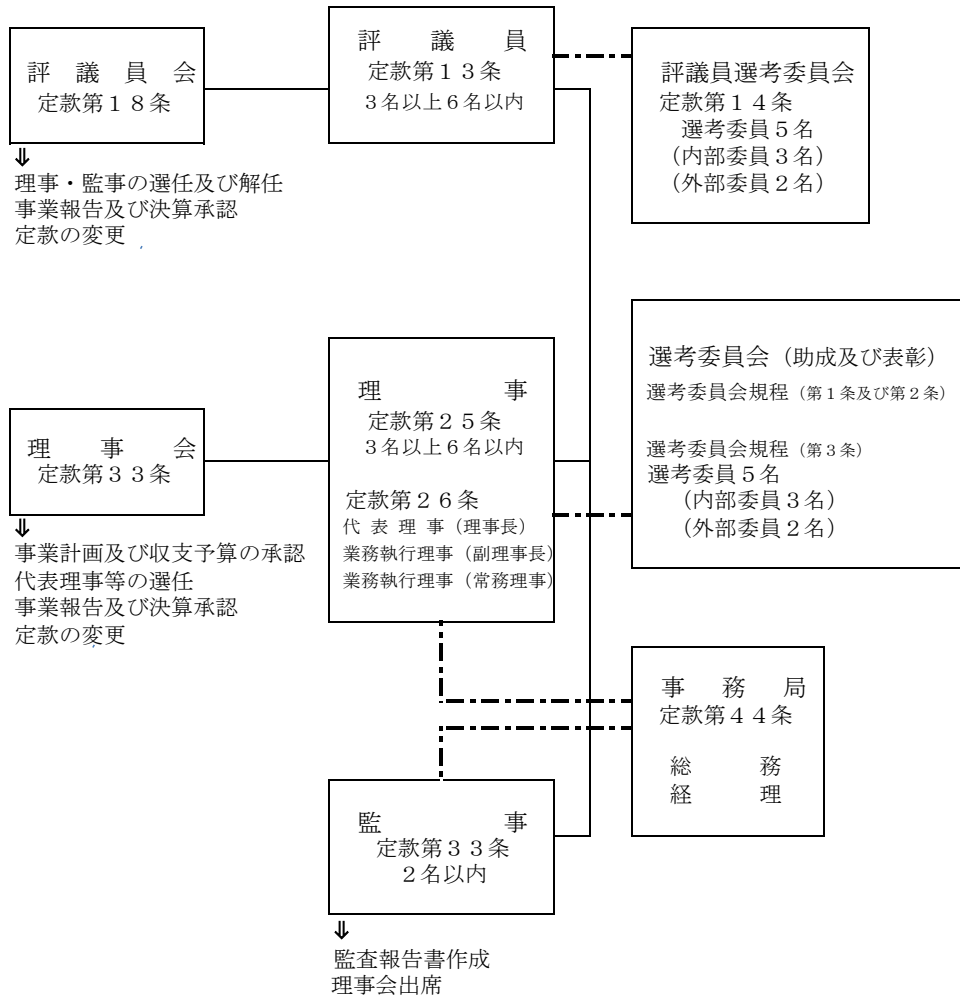 評議員会
定款第１８条
⇓
理事・監事の選任及び解任
事業報告及び決算承認
定款の変更
評議員
定款第１３条
３名以上６名以内
評議員選考委員会
定款第１４条
選考委員５名
（内部委員３名）
（外部委員２名）
理事会
定款第３３条
⇓
事業計画及び収支予算の承認
代表理事等の選任
事業報告及び決算承認
定款の変更
理事
定款第２５条
３名以上６名以内
定款第２６条
代表理事（理事長）
業務執行理事（副理事長）
業務執行理事（常務理事）
選考委員会（助成及び表彰）
選考委員会規程（第１条及び第２条）
選考委員会規程（第３条）
選考委員５名
（内部委員３名）
（外部委員２名）
事務局
定款第４４条
総務
経理
監事
定款第３３条
２名以内
⇓
監査報告書作成
理事会出席